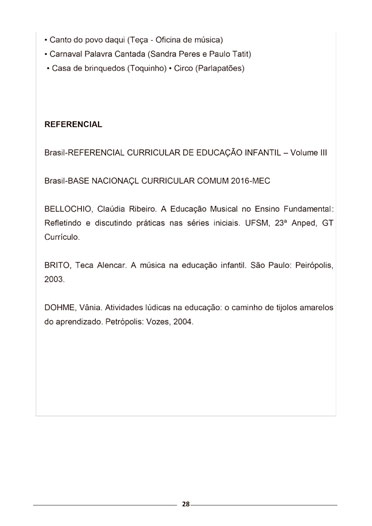 • Canto do povo daqui (Teça - Oficina de música)
• Carnaval Palavra Cantada (Sandra Peres e Paulo Tatit)
• Casa de brinquedos (Toquinho) • Circo (Parlapatões)
REFERENCIAL
Brasil-REFERENCIAL CURRICULAR DE EDUCAÇÃO INFANTIL – Volume III
Brasil-BASE NACIONAÇL CURRICULAR COMUM 2016-MEC
BELLOCHIO, Claúdia Ribeiro. A Educação Musical no Ensino Fundamental:
Refletindo e discutindo práticas nas séries iniciais. UFSM, 23ª Anped, GT
Currículo.
BRITO, Teca Alencar. A música na educação infantil. São Paulo: Peirópolis,
2003.
DOHME, Vânia. Atividades lúdicas na educação: o caminho de tijolos amarelos
do aprendizado. Petrópolis: Vozes, 2004.
28